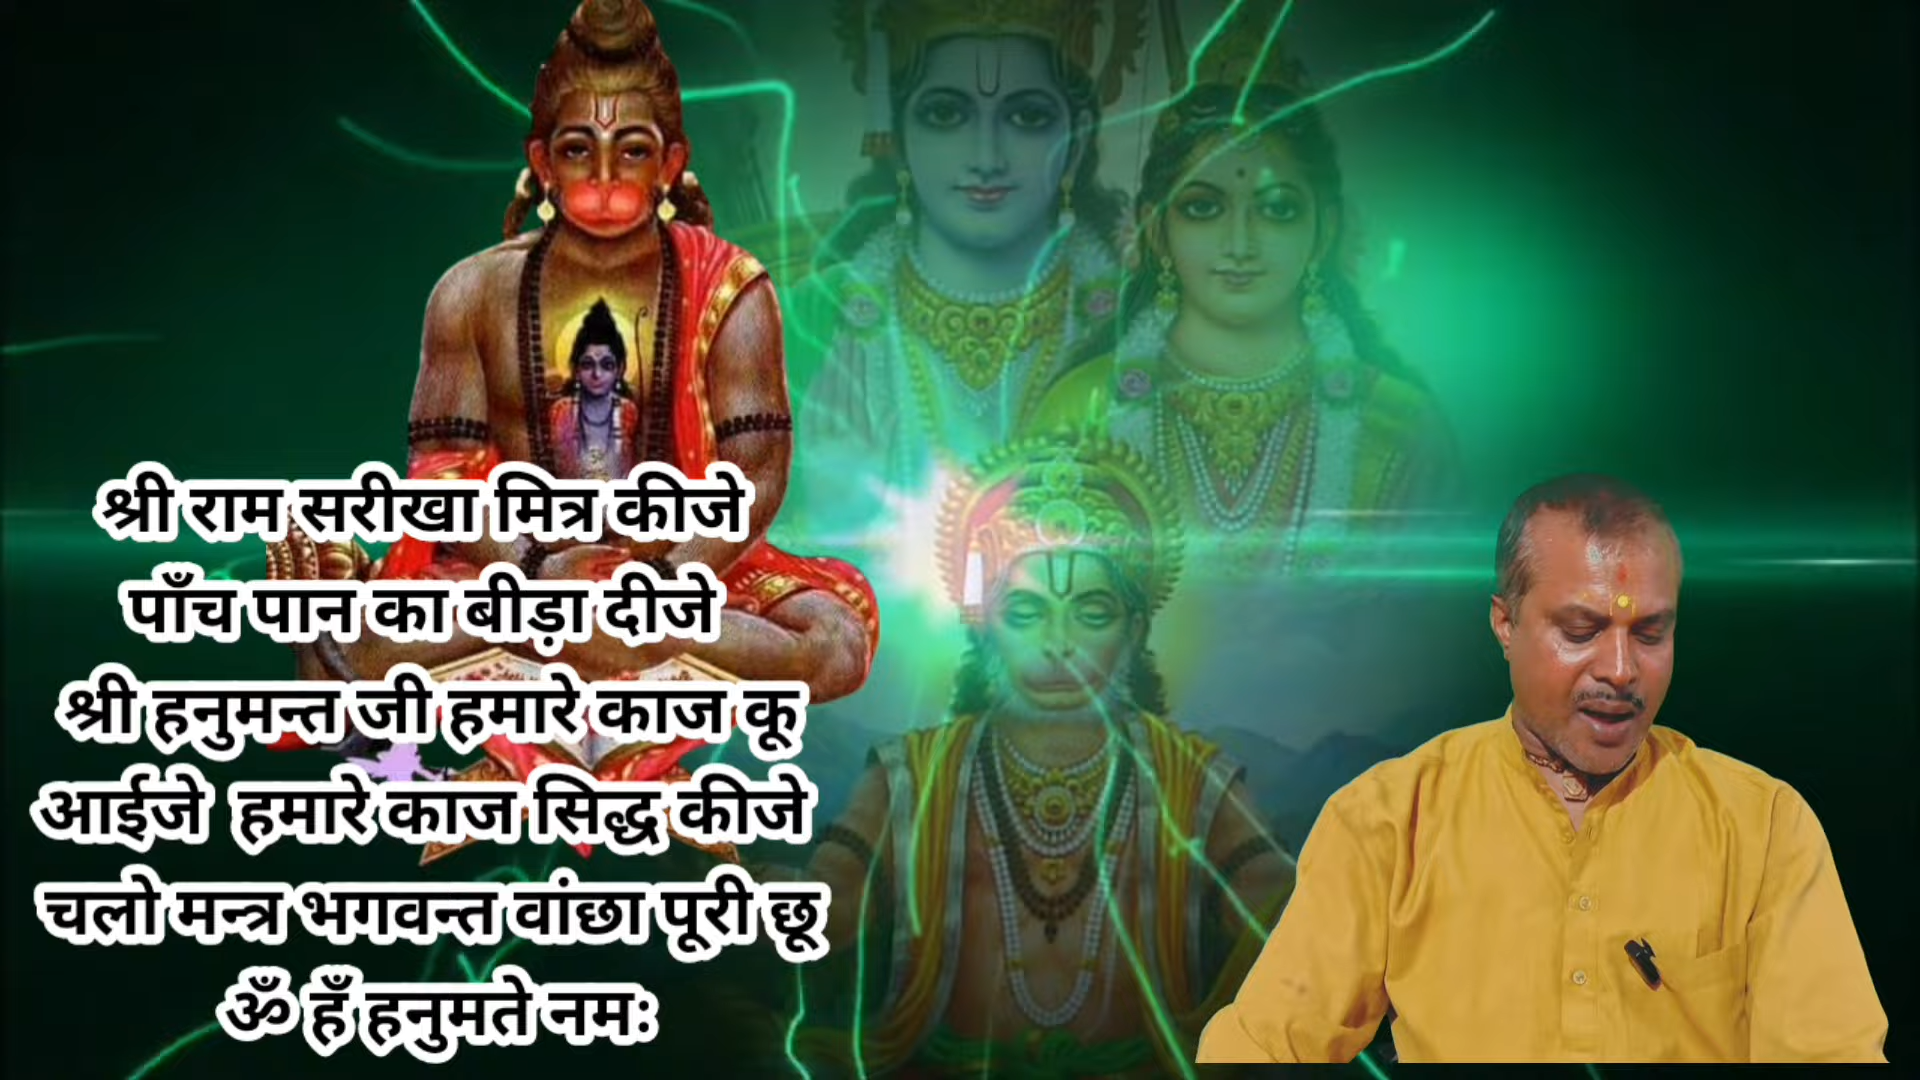 श्री राम सरीखा मित्र कीजे
पाँच पान का बीड़ा दीजे
श्री हनुमन्त जी हमारे काज कू
आईजे हमारे काज सिद्ध कीजे
चलो मन्त्र भगवन्त वांछा पूरी छू
ॐ हँ हनुमते नमः